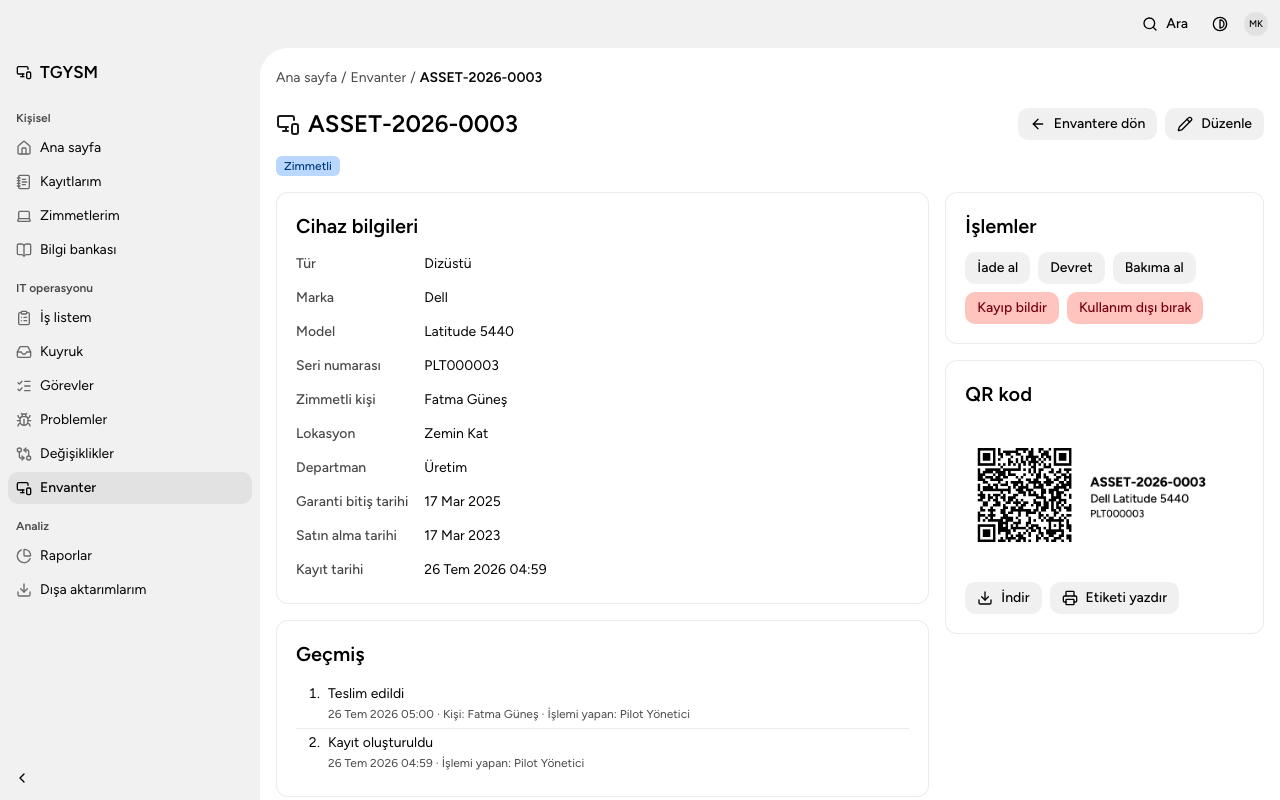 Ara
MK
TGYSM
Kişisel
Ana sayfa
Kayıtlarım
Zimmetlerim
Bilgi bankası
IT operasyonu
İş listem
Kuyruk
Görevler
Problemler
Değişiklikler
Envanter
Analiz
Raporlar
Dışa aktarımlarım
Ana sayfa / Envanter / ASSET-2026-0003
ASSET-2026-0003
Envantere dön
Düzenle
Zimmetli
Cihaz bilgileri
Tür Dizüstü
Marka Dell
Model Latitude 5440
Seri numarası PLT000003
Zimmetli kişi Fatma Güneş
Lokasyon Zemin Kat
Departman Üretim
Garanti bitiş tarihi 17 Mar 2025
Satın alma tarihi 17 Mar 2023
Kayıt tarihi 26 Tem 2026 04:59
Geçmiş
1. Teslim edildi
26 Tem 2026 05:00 · Kişi: Fatma Güneş · İşlemi yapan: Pilot Yönetici
2. Kayıt oluşturuldu
26 Tem 2026 04:59 · İşlemi yapan: Pilot Yönetici
İşlemler
İade al Devret Bakıma al
Kayıp bildir Kullanım dışı bırak
QR kod
ASSET-2026-0003
Dell Latitude 5440
PLT000003
İndir Etiketi yazdır